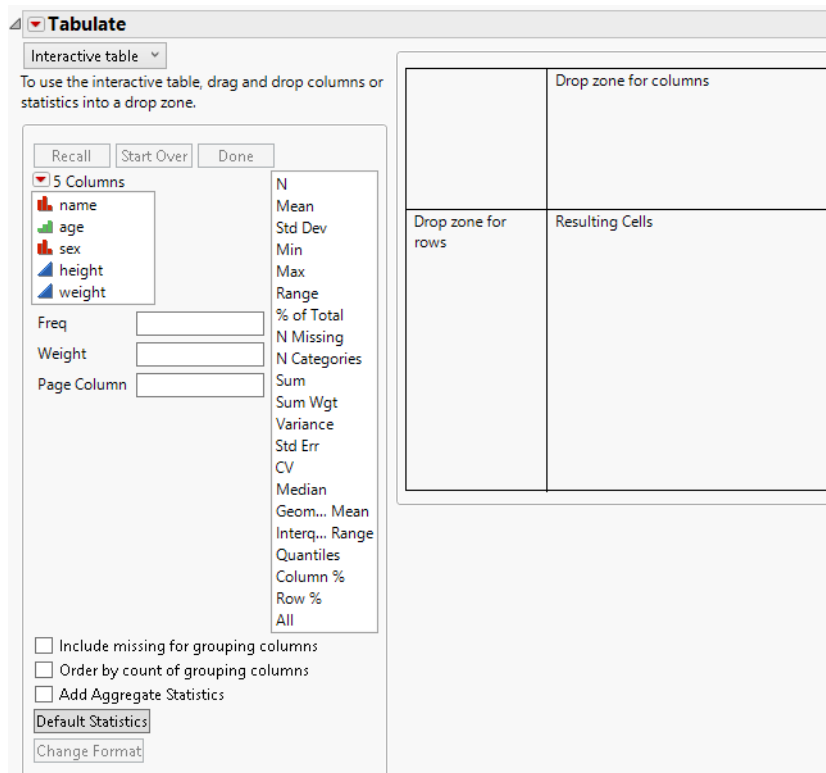 Tabulate
Interactive table
To use the interactive table, drag and drop columns or
statistics into a drop zone.
Recall
Start Over
Done
5 Columns
name
age
sex
height
weight
Freq
Weight
Page Column
N
Mean
Std Dev
Min
Max
Range
% of Total
N Missing
N Categories
Sum
Sum Wgt
Variance
Std Err
CV
Median
Geom... Mean
Interq... Range
Quantiles
Column %
Row %
All
Include missing for grouping columns
Order by count of grouping columns
Add Aggregate Statistics
Default Statistics
Change Format
Drop zone for columns
Drop zone for
rows
Resulting Cells